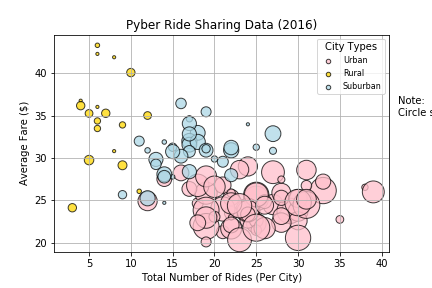 Pyber Ride Sharing Data (2016)
City Types
Urban
Rural
Suburban
Note:
Circle s
Average Fare ($)
40
35
30
25
20
5
10
15
20
25
30
35
40
Total Number of Rides (Per City)